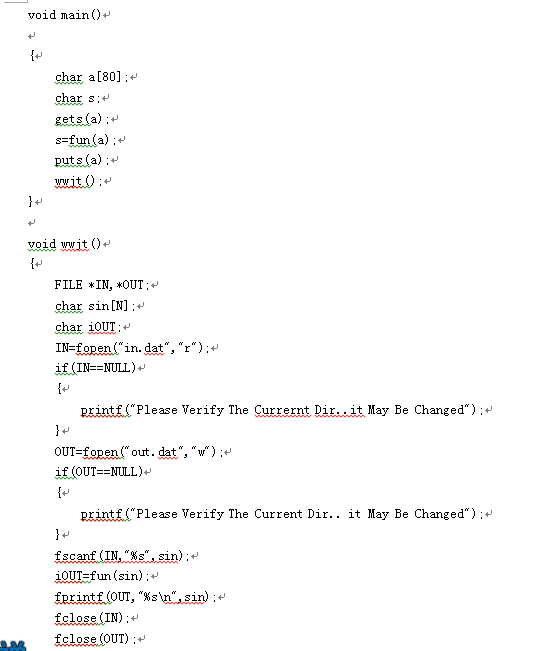 void main()
{
char a[80];
char s;
gets(a);
s=fun(a);
puts(a);
wwjt();
}
void wwjt()
{
FILE *IN,*OUT;
char sin[N];
char iOUT;
IN=fopen("in.dat","r");
if(IN==NULL)
{
printf("Please Verify The Currernt Dir..it May Be Changed");
}
OUT=fopen("out.dat","w");
if(OUT==NULL)
{
printf("Please Verify The Current Dir.. it May Be Changed");
}
fscanf(IN,"%s",sin);
iOUT=fun(sin);
fprintf(OUT,"%s\n",sin);
fclose(IN);
fclose(OUT);